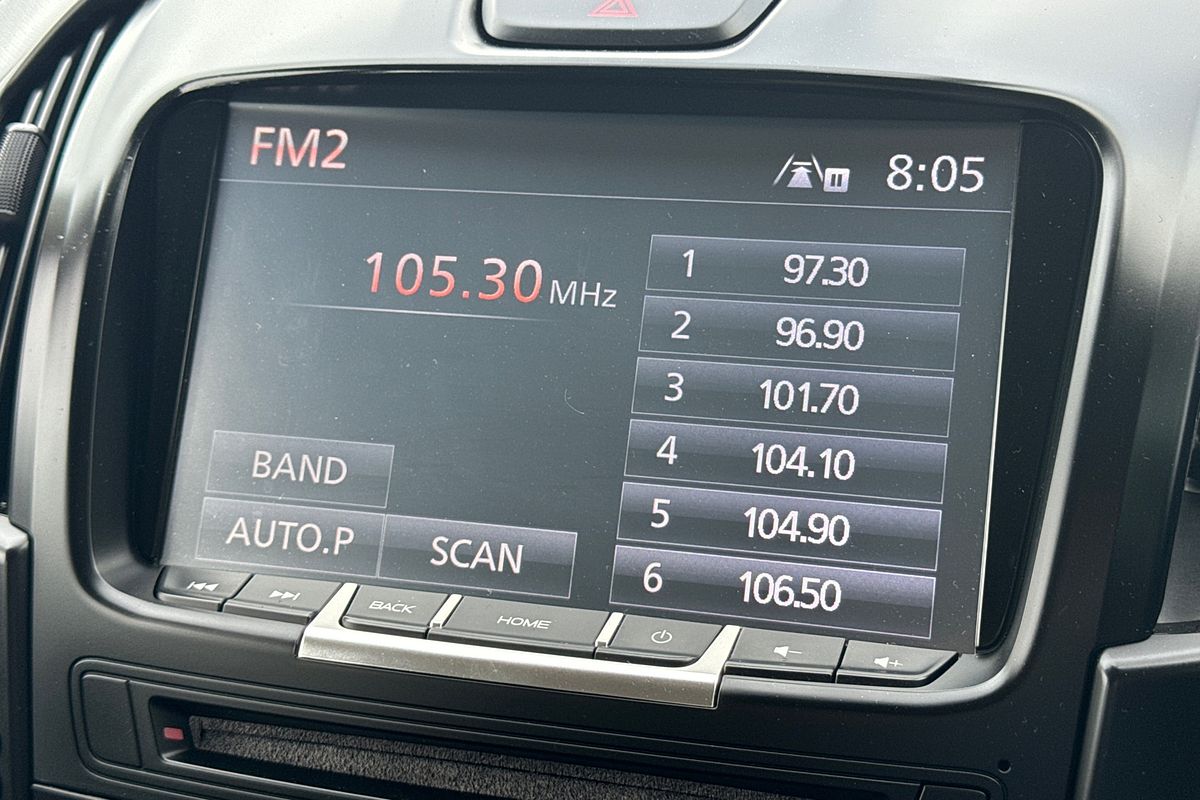 FM2
8:05
105.30 MHz
1 97.30
2 96.90
3 101.70
4 104.10
5 104.90
6 106.50
BAND
AUTO.P
SCAN
BACK
HOME